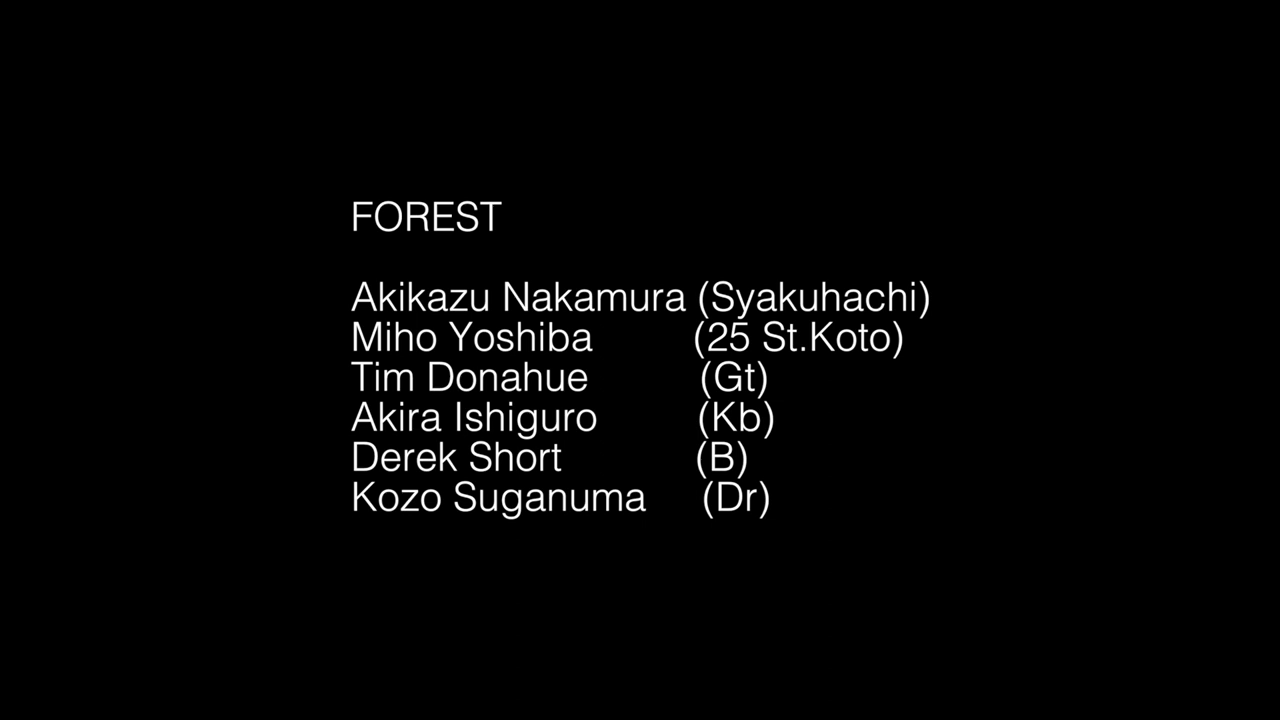 FOREST
Akikazu Nakamura (Syakuhachi)
Miho Yoshiba (25 St.Koto)
Tim Donahue (Gt)
Akira Ishiguro (Kb)
Derek Short (B)
Kozo Suganuma (Dr)